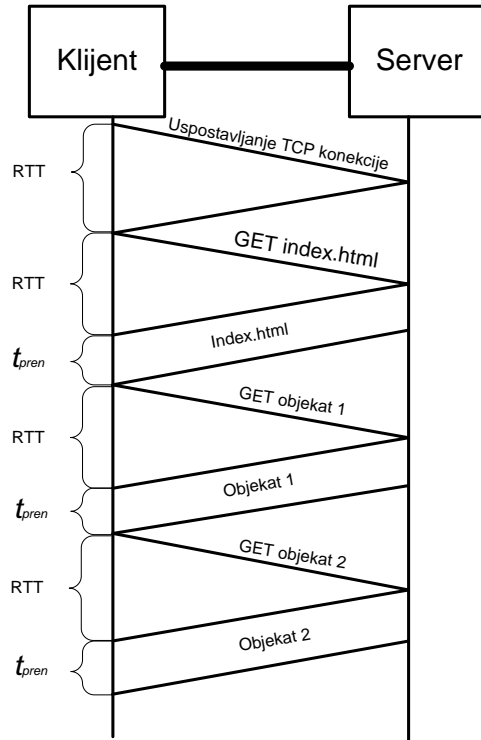 Klijent
Server
Uspostavljanje TCP konekcije
RTT
GET index.html
RTT
Index.html
tpren
GET objekat 1
RTT
Objekat 1
tpren
GET objekat 2
RTT
Objekat 2
tpren